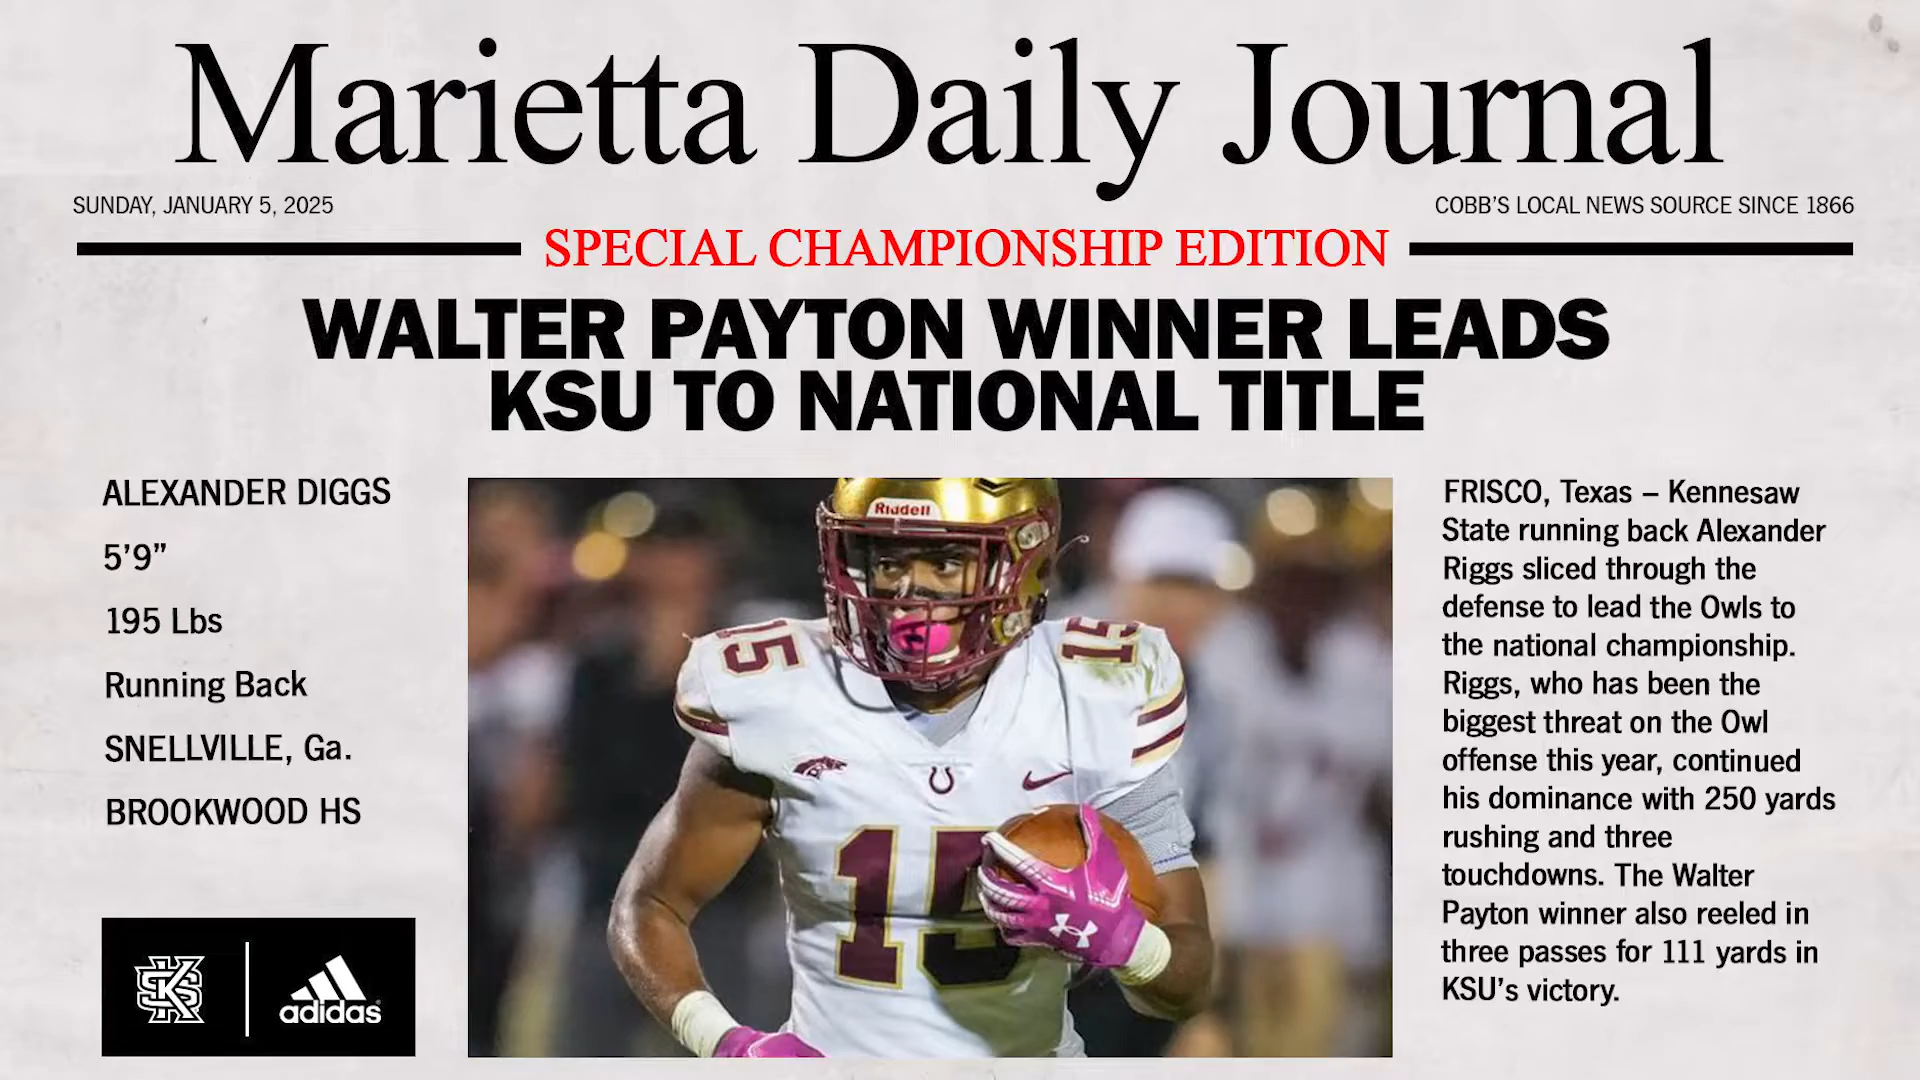 Marietta Daily Journal
SUNDAY, JANUARY 5, 2025
COBB'S LOCAL NEWS SOURCE SINCE 1866
SPECIAL CHAMPIONSHIP EDITION
WALTER PAYTON WINNER LEADS
KSU TO NATIONAL TITLE
ALEXANDER DIGGS
5’9”
195 Lbs
Running Back
SNELLVILLE, Ga.
BROOKWOOD HS
KS
adidas
Riddell
15
15
15
FRISCO, Texas – Kennesaw
State running back Alexander
Riggs sliced through the
defense to lead the Owls to
the national championship.
Riggs, who has been the
biggest threat on the Owl
offense this year, continued
his dominance with 250 yards
rushing and three
touchdowns. The Walter
Payton winner also reeled in
three passes for 111 yards in
KSU’s victory.